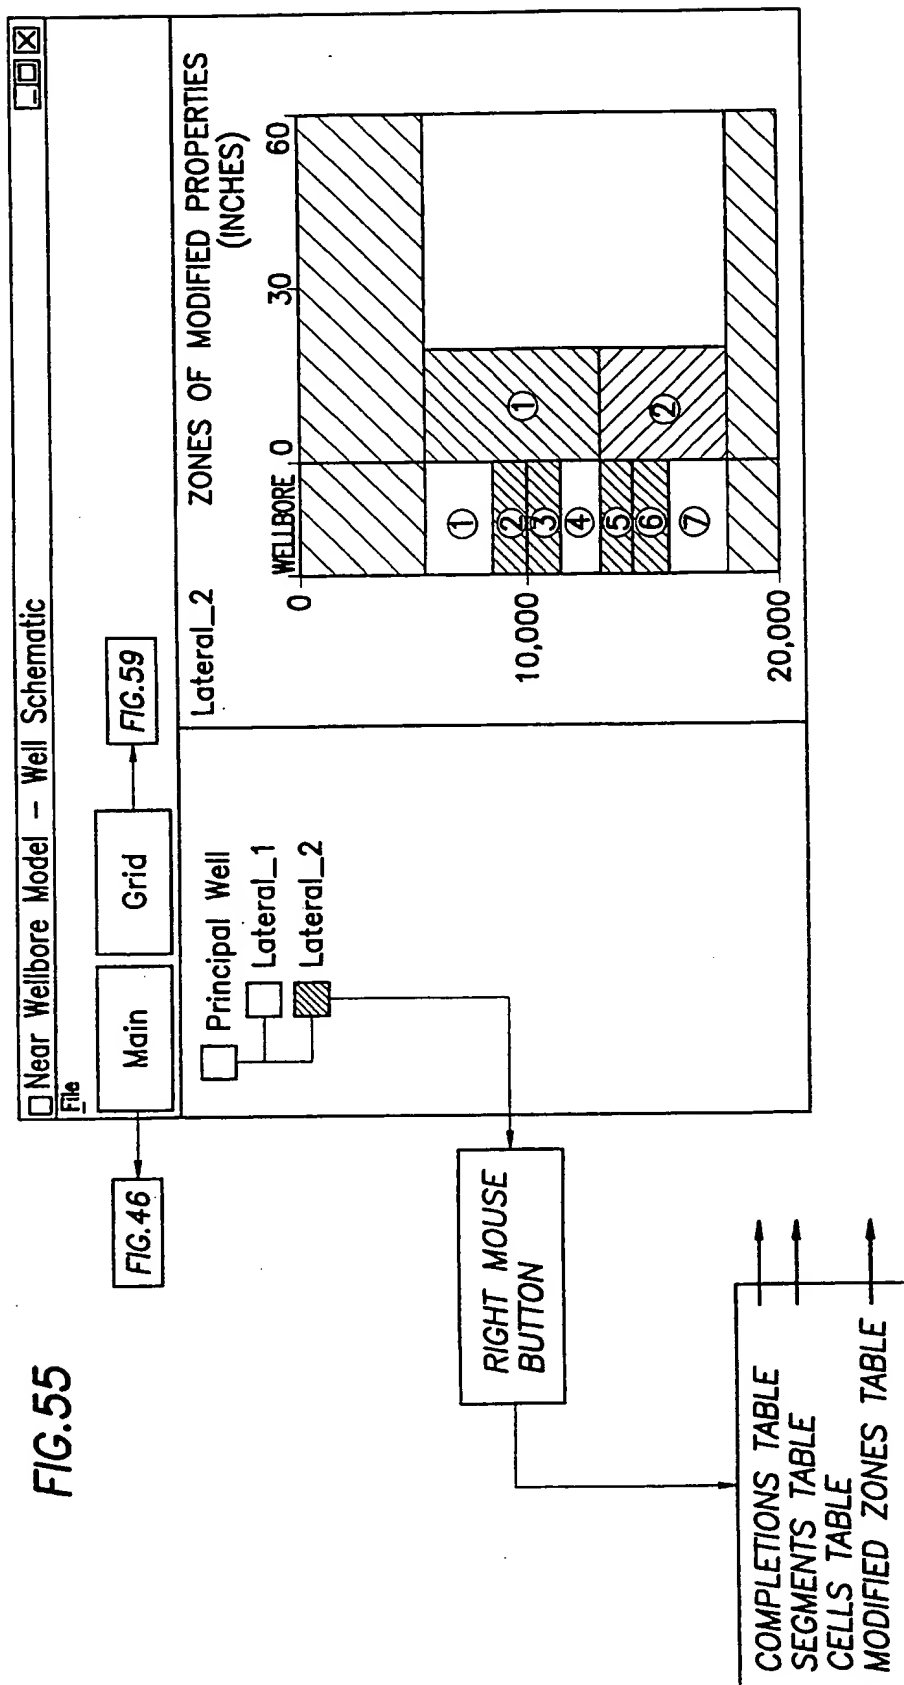 FIG.55
Near Wellbore Model – Well Schematic
File
Main
Grid
FIG.46
FIG.59
Principal Well
Lateral_1
Lateral_2
RIGHT MOUSE
BUTTON
COMPLETIONS TABLE
SEGMENTS TABLE
CELLS TABLE
MODIFIED ZONES TABLE
Lateral_2
ZONES OF MODIFIED PROPERTIES
(INCHES)
WELLBORE 0 30 60
0
10,000
20,000
1
2
3
4
5
6
7
1
2